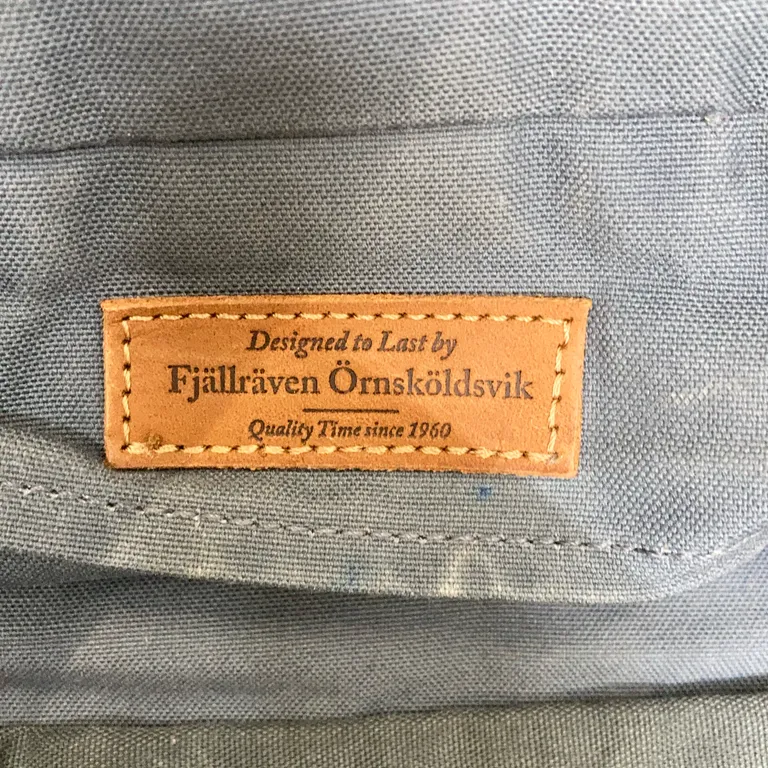 Designed to Last by
Fjällräven Örnsköldsvik
Quality Time since 1960